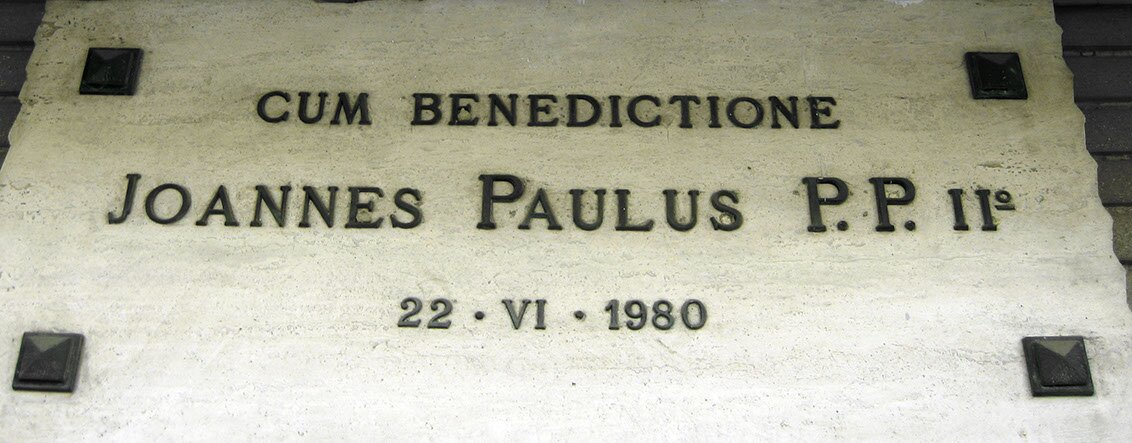 CUM BENEDICTIONE
JOANNES PAULUS P.P. IIº
22 · VI · 1980